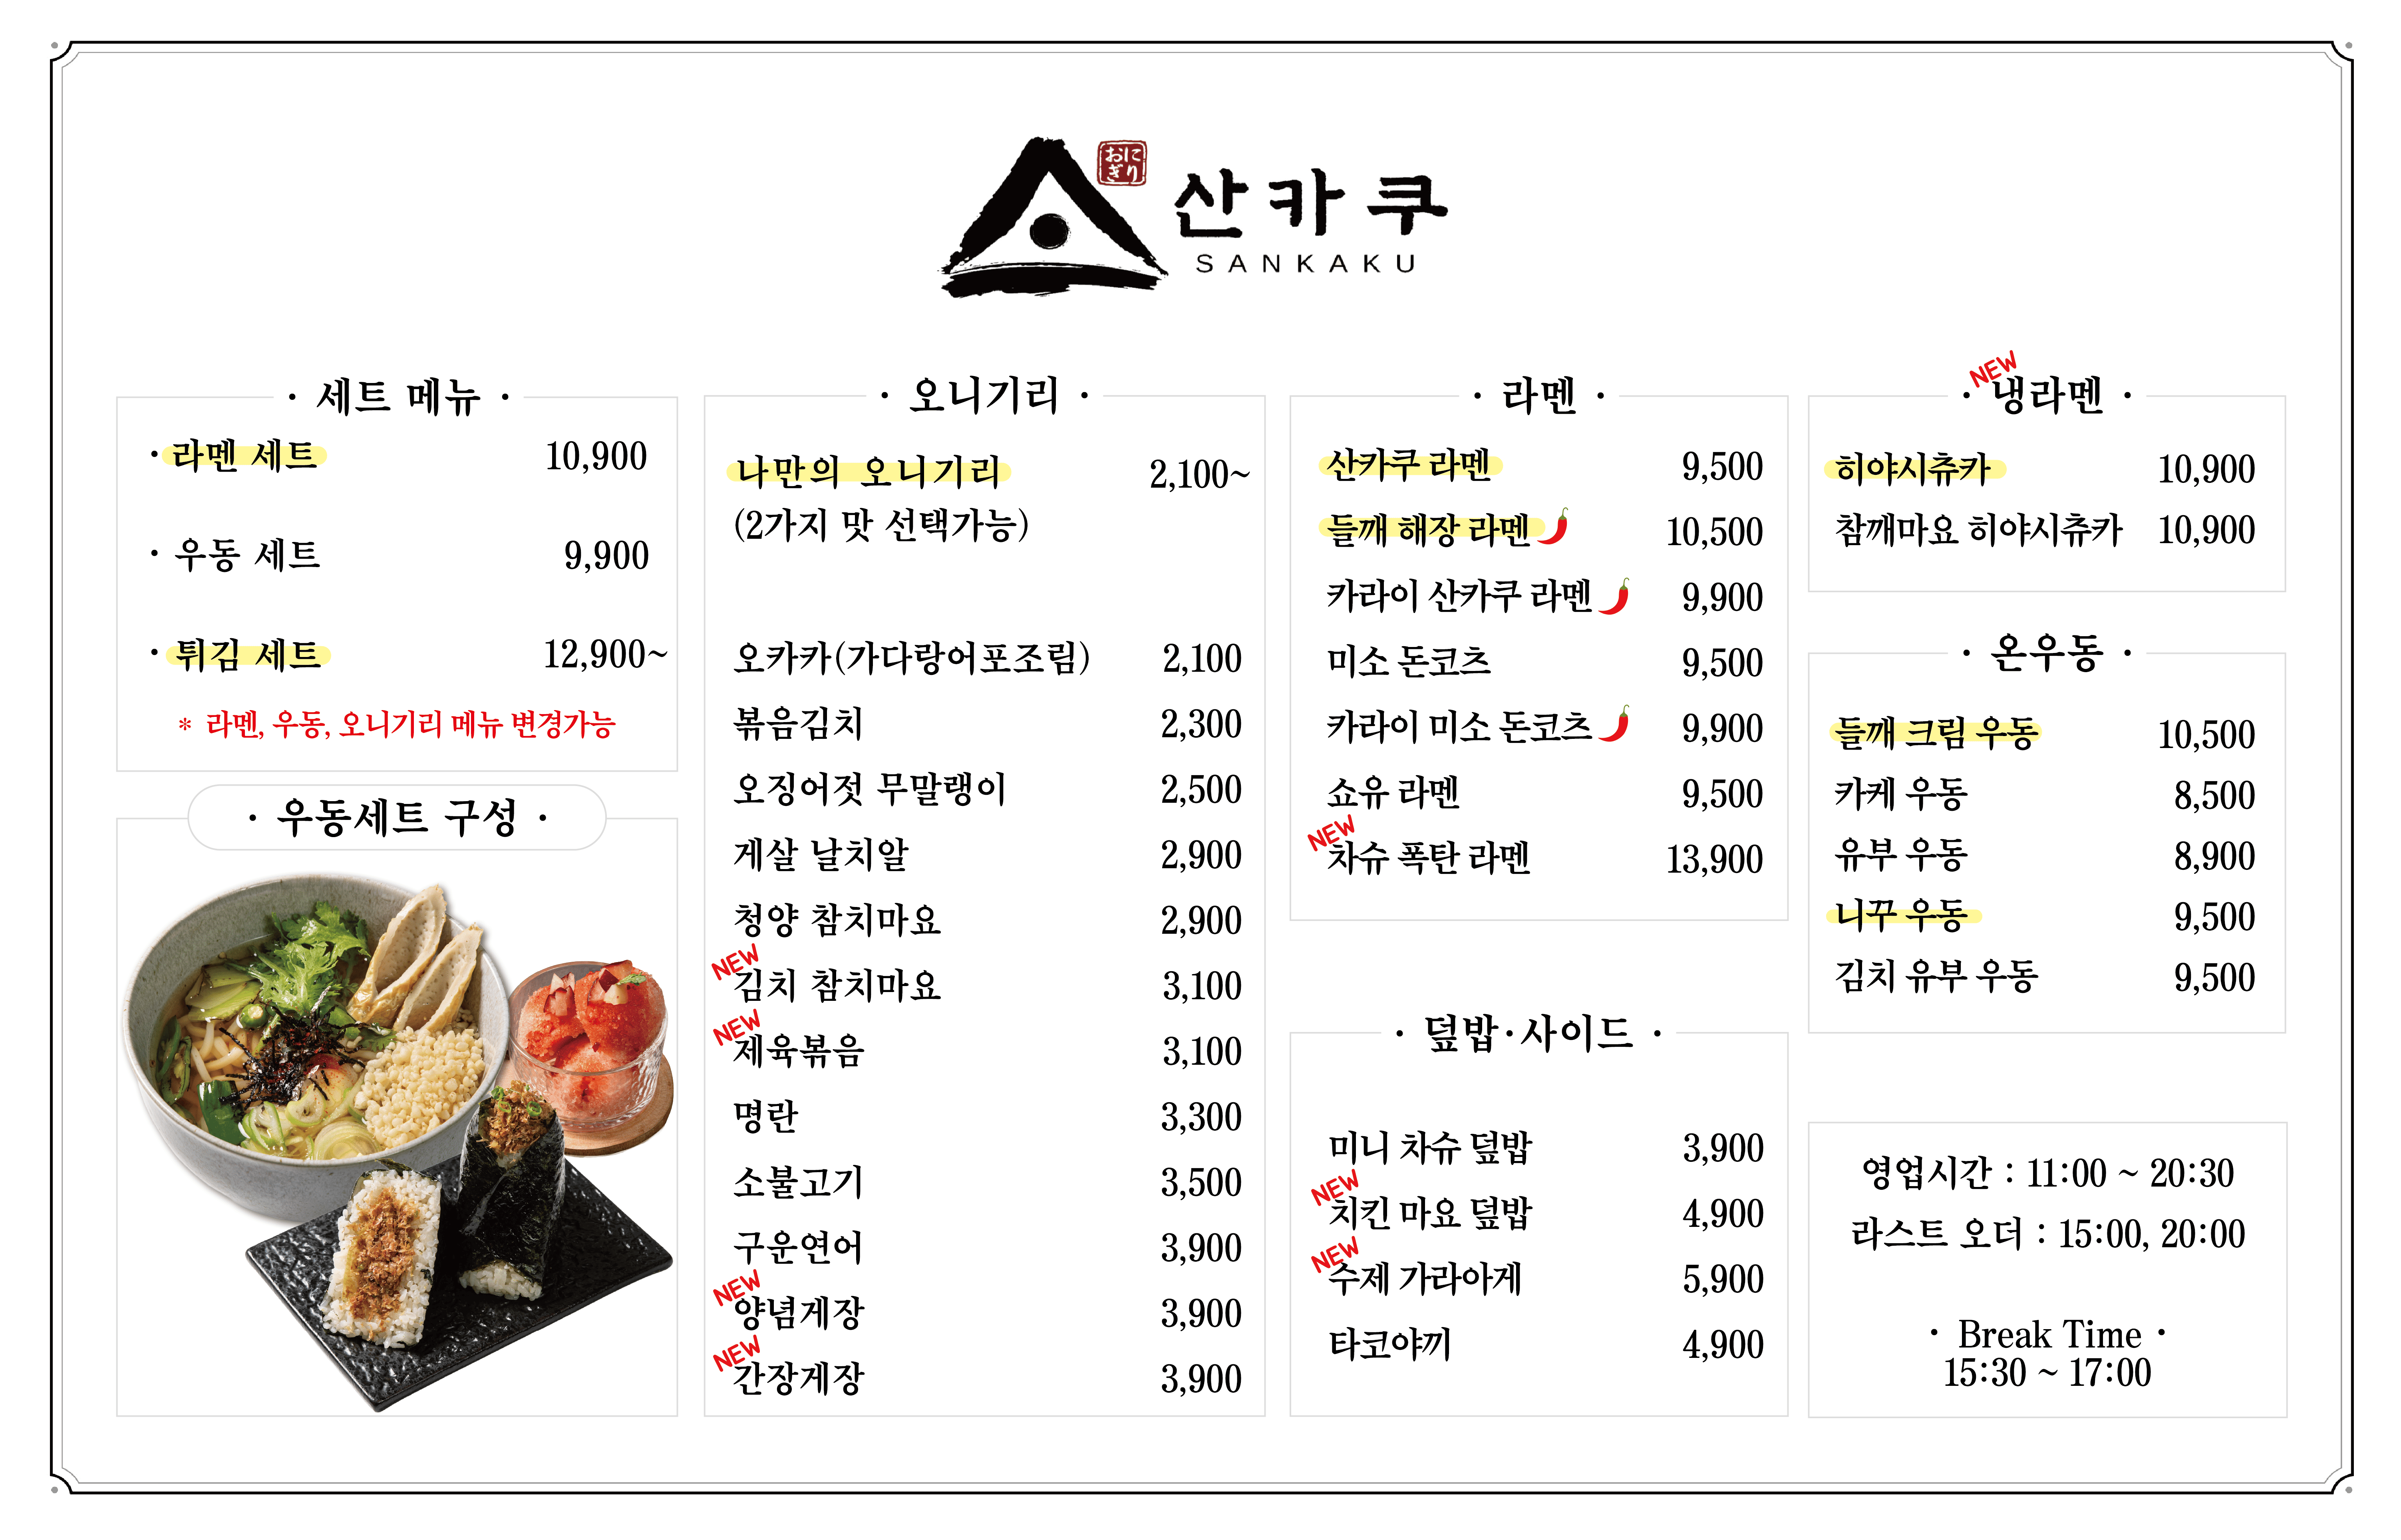 おにぎり
산카쿠
SANKAKU
· 세트 메뉴 ·
· 라멘 세트 10,900
· 우동 세트 9,900
· 튀김 세트 12,900~
* 라멘, 우동, 오니기리 메뉴 변경가능
· 우동세트 구성 ·
· 오니기리 ·
나만의 오니기리 2,100~
(2가지 맛 선택가능)
오카카(가다랑어포조림) 2,100
볶음김치 2,300
오징어젓 무말랭이 2,500
게살 날치알 2,900
청양 참치마요 2,900
NEW
김치 참치마요 3,100
NEW
제육볶음 3,100
명란 3,300
소불고기 3,500
구운연어 3,900
NEW
양념게장 3,900
NEW
간장게장 3,900
· 라멘 ·
산카쿠 라멘 9,500
들깨 해장 라멘 10,500
카라이 산카쿠 라멘 9,900
미소 돈코츠 9,500
카라이 미소 돈코츠 9,900
쇼유 라멘 9,500
NEW
차슈 폭탄 라멘 13,900
· 덮밥·사이드 ·
미니 차슈 덮밥 3,900
NEW
치킨 마요 덮밥 4,900
NEW
수제 가라아게 5,900
타코야끼 4,900
NEW
· 냉라멘 ·
히야시츄카 10,900
참깨마요 히야시츄카 10,900
· 온우동 ·
들깨 크림 우동 10,500
카케 우동 8,500
유부 우동 8,900
니꾸 우동 9,500
김치 유부 우동 9,500
영업시간 : 11:00 ~ 20:30
라스트 오더 : 15:00, 20:00
· Break Time ·
15:30 ~ 17:00